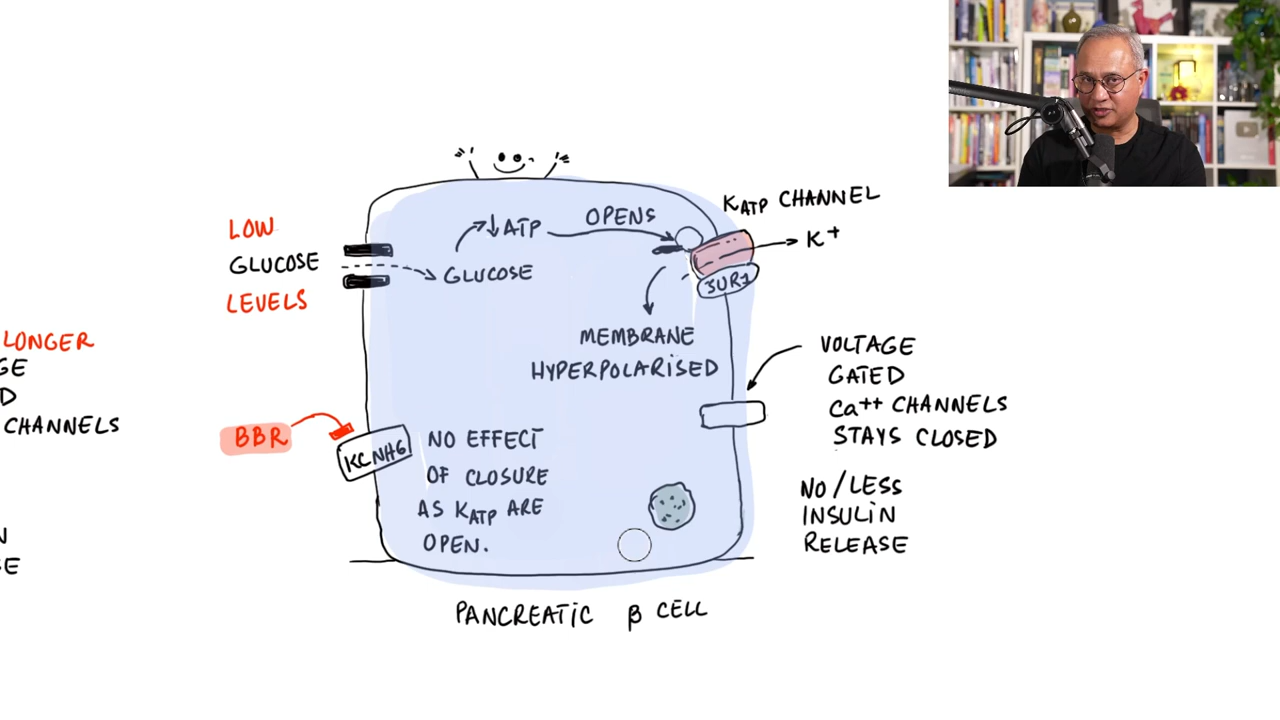 LOW
GLUCOSE
LEVELS
↓ATP
OPENS
KATP CHANNEL
K+
GLUCOSE
SUR1
MEMBRANE
HYPERPOLARISED
LONGER
GE
D
CHANNELS
VOLTAGE
GATED
Ca++ CHANNELS
STAYS CLOSED
BBR
KCNH6
NO EFFECT
OF CLOSURE
AS KATP ARE
OPEN.
NO/LESS
INSULIN
RELEASE
N
SE
PANCREATIC β CELL